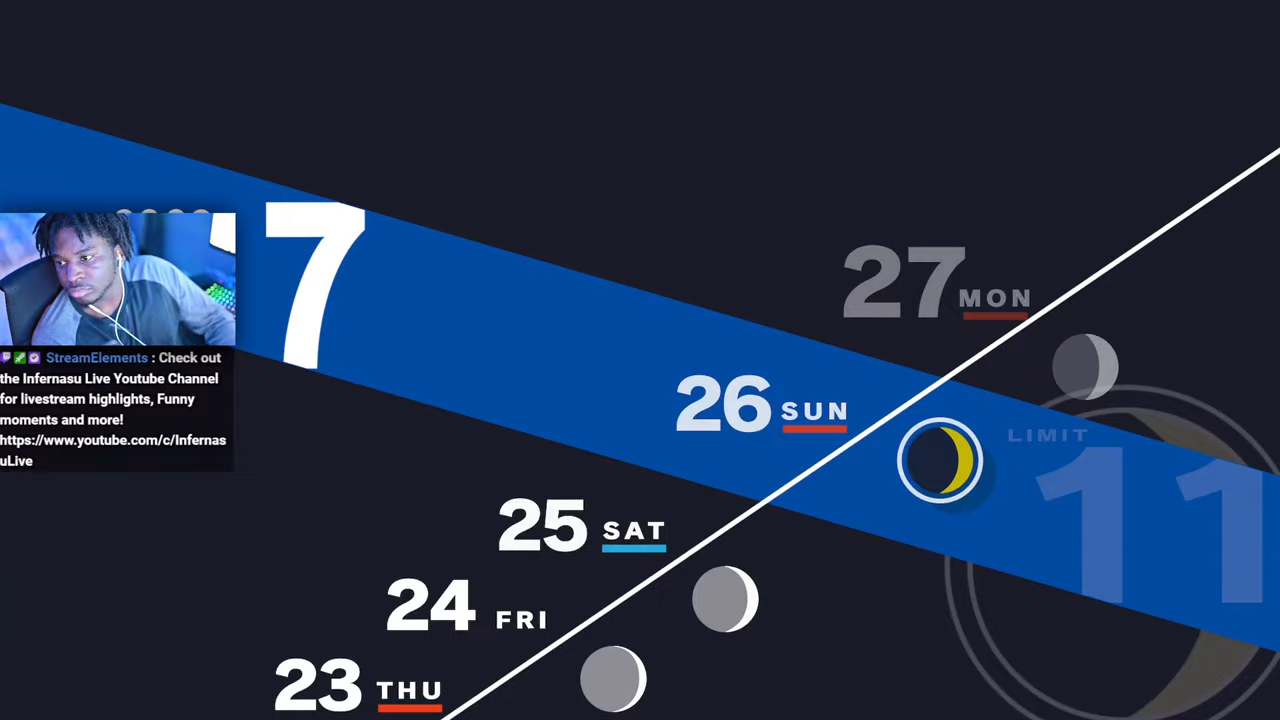 7
27 MON
26 SUN
LIMIT
11
25 SAT
24 FRI
23 THU
StreamElements : Check out
the Infernasu Live Youtube Channel
for livestream highlights, Funny
moments and more!
https://www.youtube.com/c/Infernas
uLive